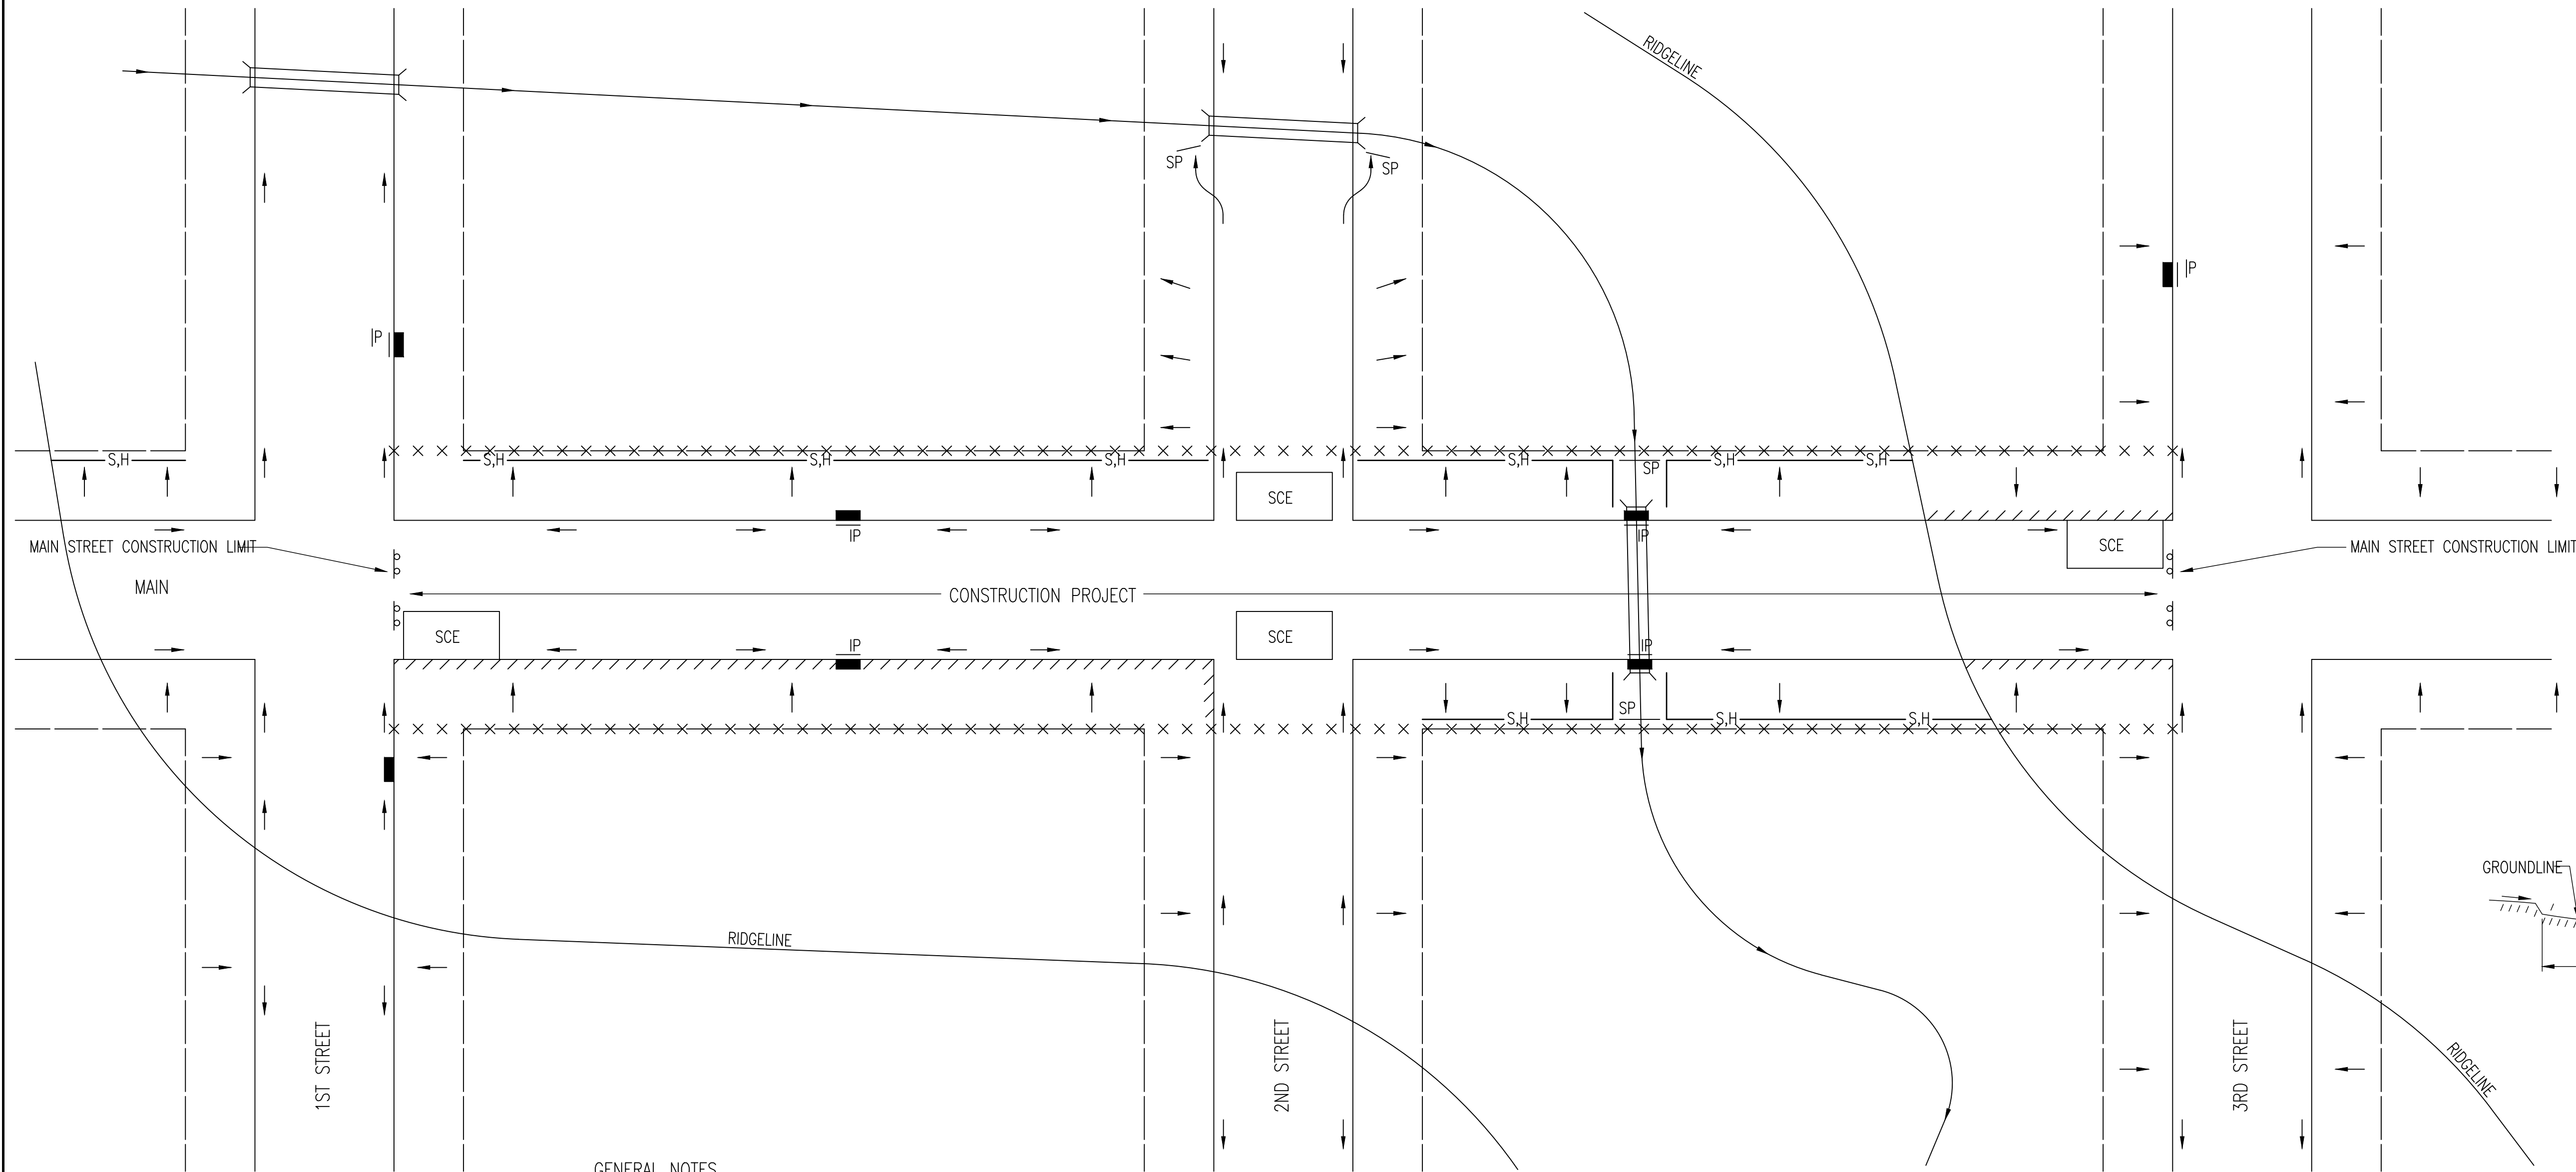 RIDGELINE
SP
SP
IP
IP
S,H
S,H
S,H
S,H
S,H
SP
S,H
S,H
SCE
IP
IP
MAIN STREET CONSTRUCTION LIMIT
SCE
MAIN STREET CONSTRUCTION LIMIT
MAIN
CONSTRUCTION PROJECT
SCE
SCE
IP
IP
SP
S,H
S,H
S,H
GROUNDLINE
RIDGELINE
1ST STREET
2ND STREET
3RD STREET
RIDGELINE
GENERAL NOTES